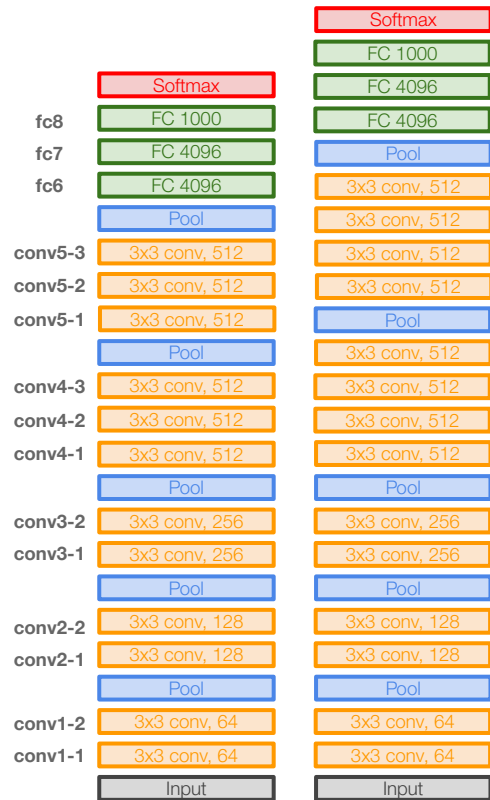 Softmax
fc8 FC 1000
fc7 FC 4096
fc6 FC 4096
Pool
conv5-3 3x3 conv, 512
conv5-2 3x3 conv, 512
conv5-1 3x3 conv, 512
Pool
conv4-3 3x3 conv, 512
conv4-2 3x3 conv, 512
conv4-1 3x3 conv, 512
Pool
conv3-2 3x3 conv, 256
conv3-1 3x3 conv, 256
Pool
conv2-2 3x3 conv, 128
conv2-1 3x3 conv, 128
Pool
conv1-2 3x3 conv, 64
conv1-1 3x3 conv, 64
Input
Softmax
FC 1000
FC 4096
FC 4096
Pool
3x3 conv, 512
3x3 conv, 512
3x3 conv, 512
3x3 conv, 512
Pool
3x3 conv, 512
3x3 conv, 512
3x3 conv, 512
3x3 conv, 512
Pool
3x3 conv, 256
3x3 conv, 256
Pool
3x3 conv, 128
3x3 conv, 128
Pool
3x3 conv, 64
3x3 conv, 64
Input